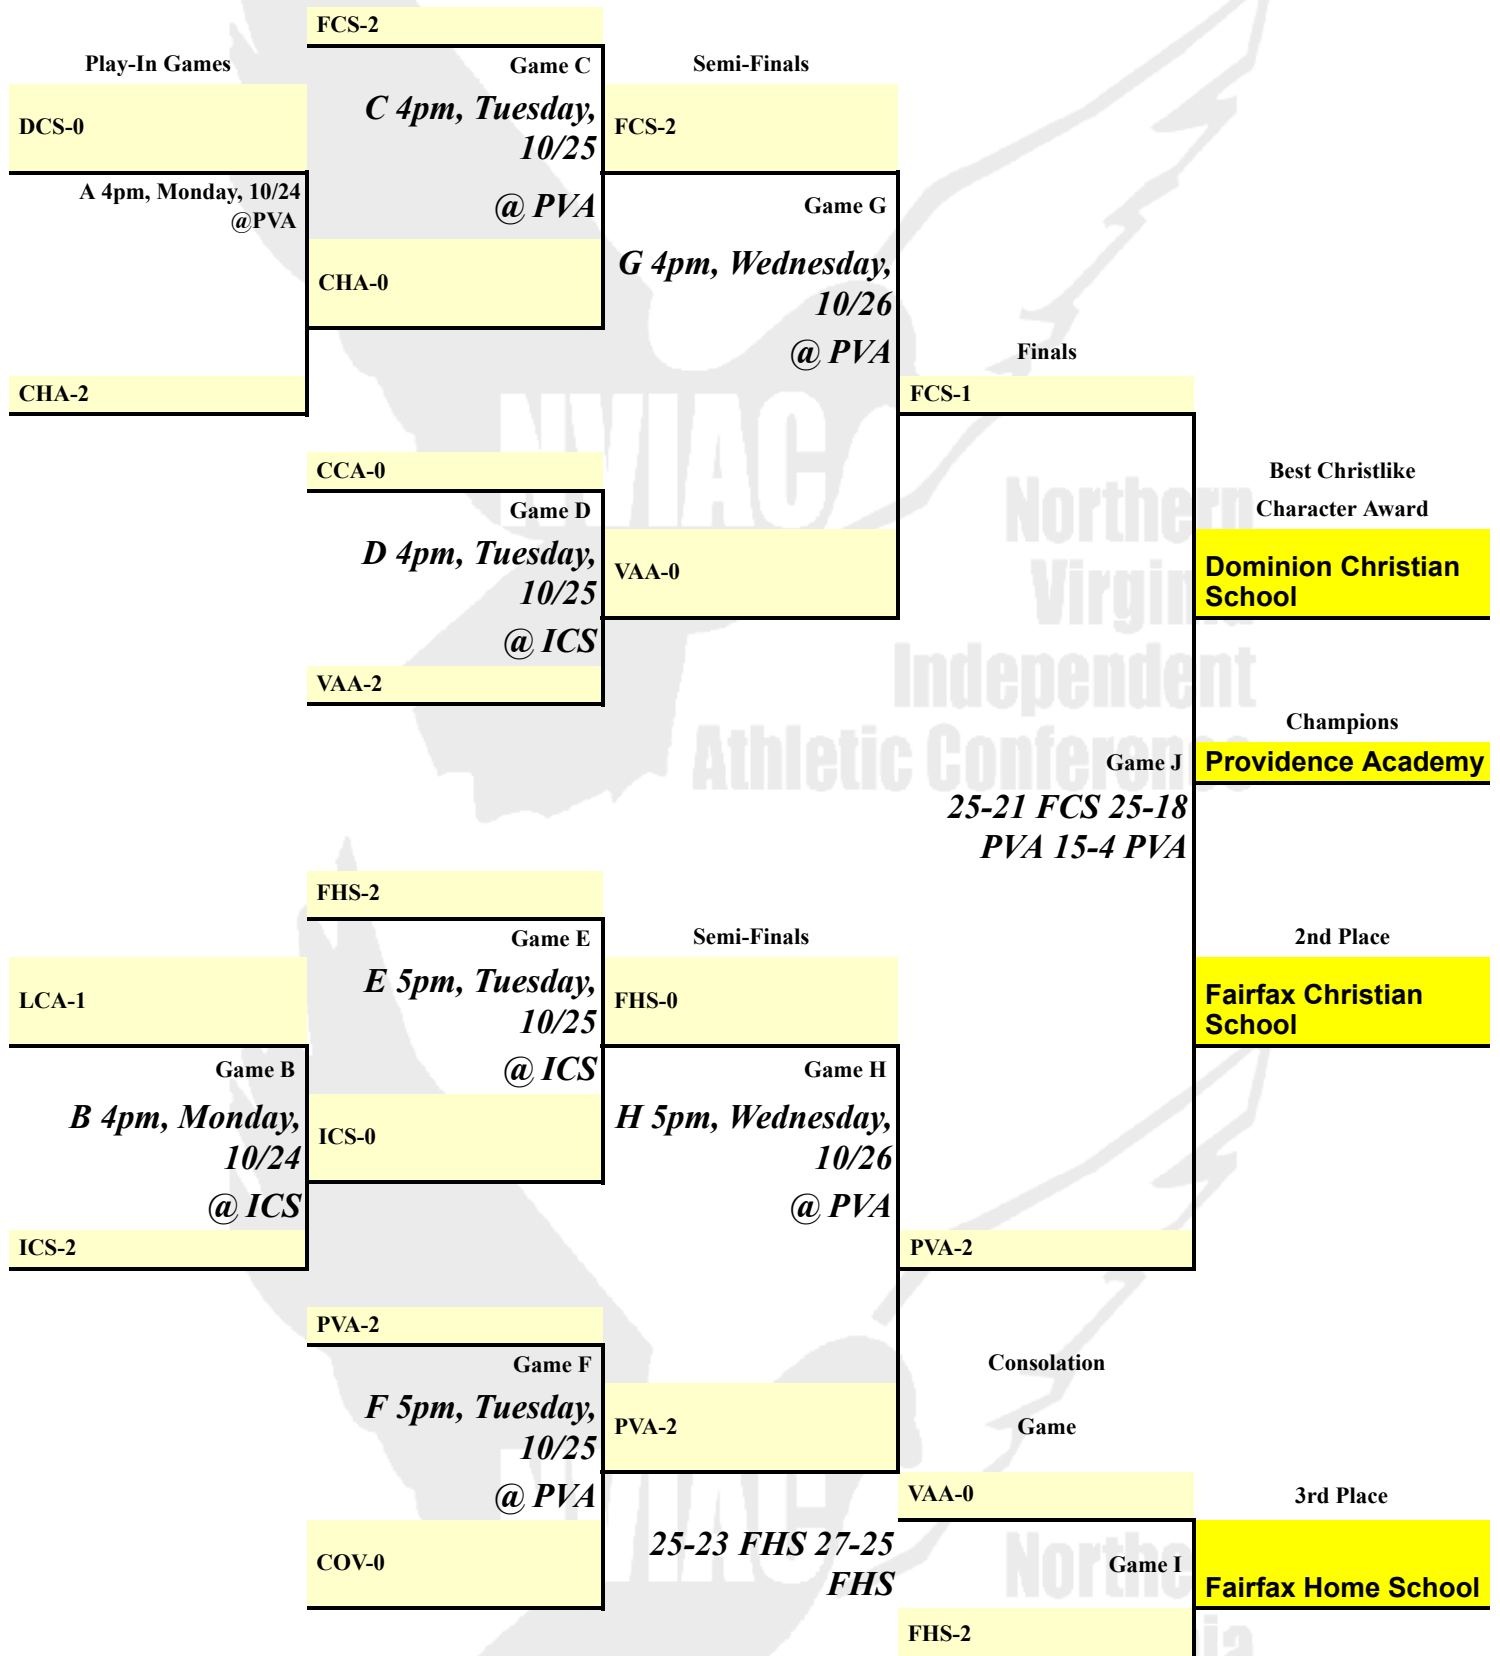 FCS-2
Play-In Games
Game C
Semi-Finals
DCS-0
C 4pm, Tuesday,
10/25
FCS-2
A 4pm, Monday, 10/24
@PVA
@ PVA
Game G
CHA-0
G 4pm, Wednesday,
10/26
@ PVA
Finals
CHA-2
FCS-1
NVIAC
CCA-0
Best Christlike
Game D
Northern
Character Award
D 4pm, Tuesday,
10/25
VAA-0
Virginia
Dominion Christian
School
@ ICS
VAA-2
Independent
Champions
Athletic Conference
Game J
Providence Academy
25-21 FCS 25-18
PVA 15-4 PVA
FHS-2
Game E
Semi-Finals
2nd Place
LCA-1
E 5pm, Tuesday,
10/25
FHS-0
Fairfax Christian
School
Game B
@ ICS
Game H
B 4pm, Monday,
10/24
ICS-0
H 5pm, Wednesday,
10/26
@ ICS
@ PVA
ICS-2
PVA-2
PVA-2
Game F
Consolation
F 5pm, Tuesday,
10/25
PVA-2
Game
@ PVA
NVIAC
VAA-0
3rd Place
COV-0
25-23 FHS 27-25
FHS
Game I
Fairfax Home School
FHS-2